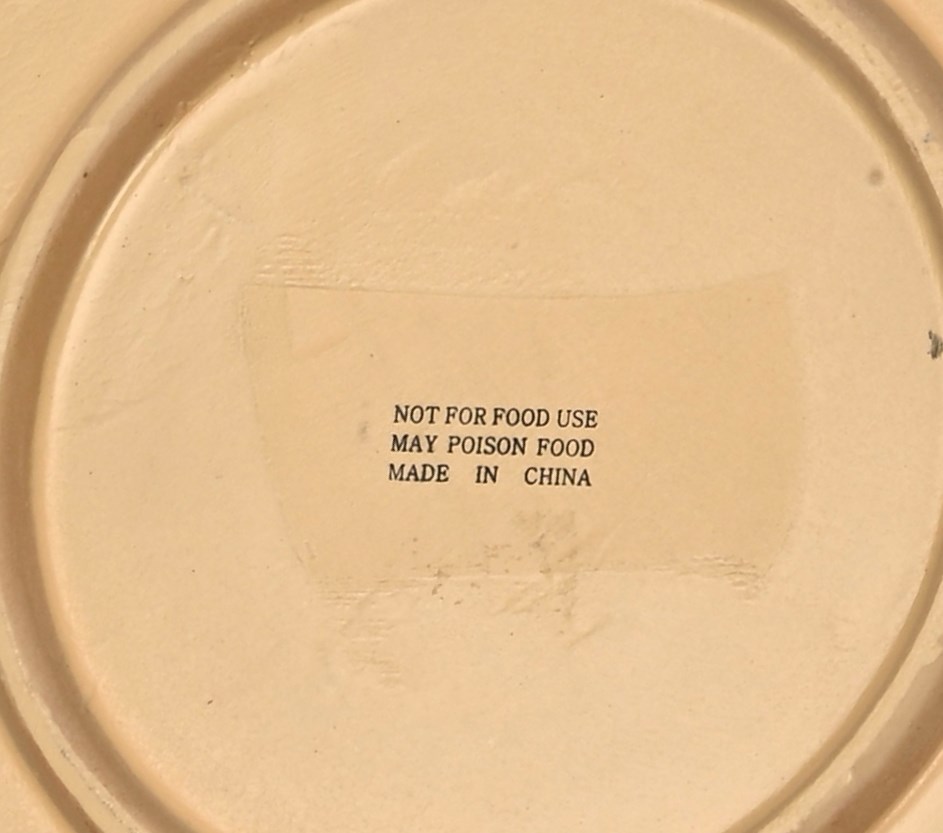 NOT FOR FOOD USE
MAY POISON FOOD
MADE IN CHINA